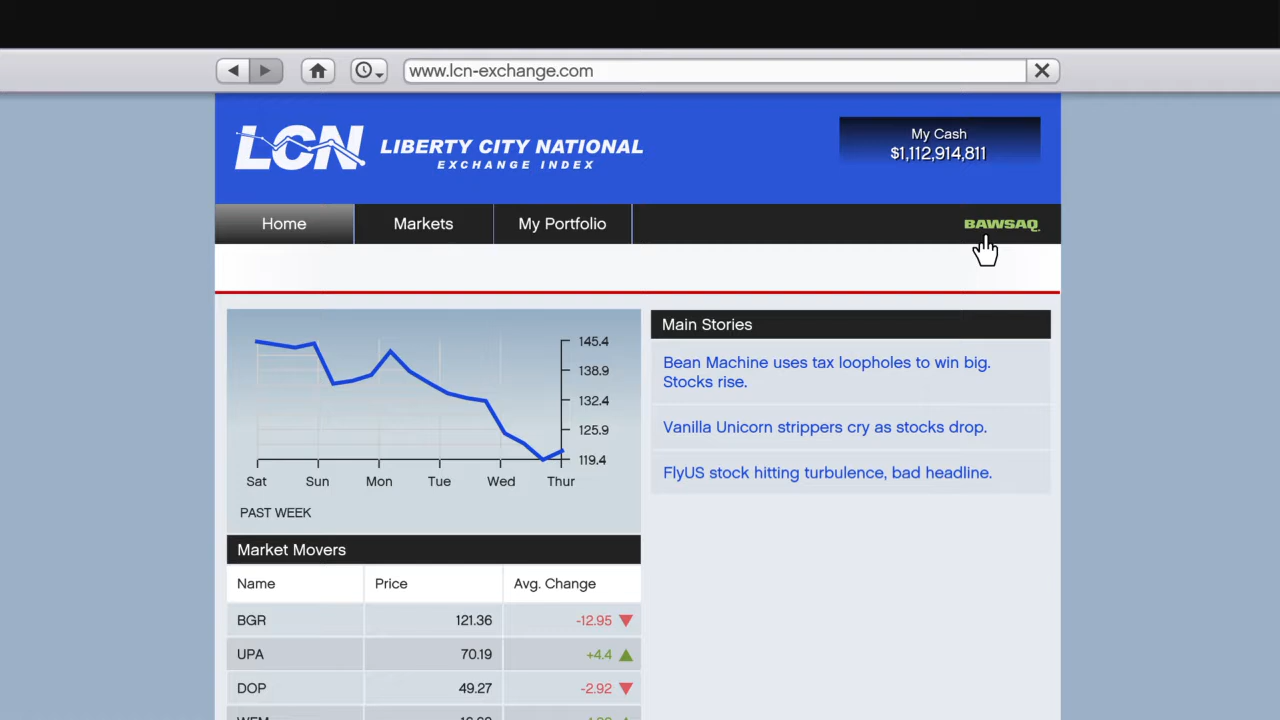 www.lcn-exchange.com
LCN LIBERTY CITY NATIONAL
EXCHANGE INDEX
My Cash
$1,112,914,811
Home Markets My Portfolio BAWSAQ
145.4
138.9
132.4
125.9
119.4
Sat Sun Mon Tue Wed Thur
PAST WEEK
Main Stories
Bean Machine uses tax loopholes to win big.
Stocks rise.
Vanilla Unicorn strippers cry as stocks drop.
FlyUS stock hitting turbulence, bad headline.
Market Movers
Name Price Avg. Change
BGR 121.36 -12.95
UPA 70.19 +4.4
DOP 49.27 -2.92